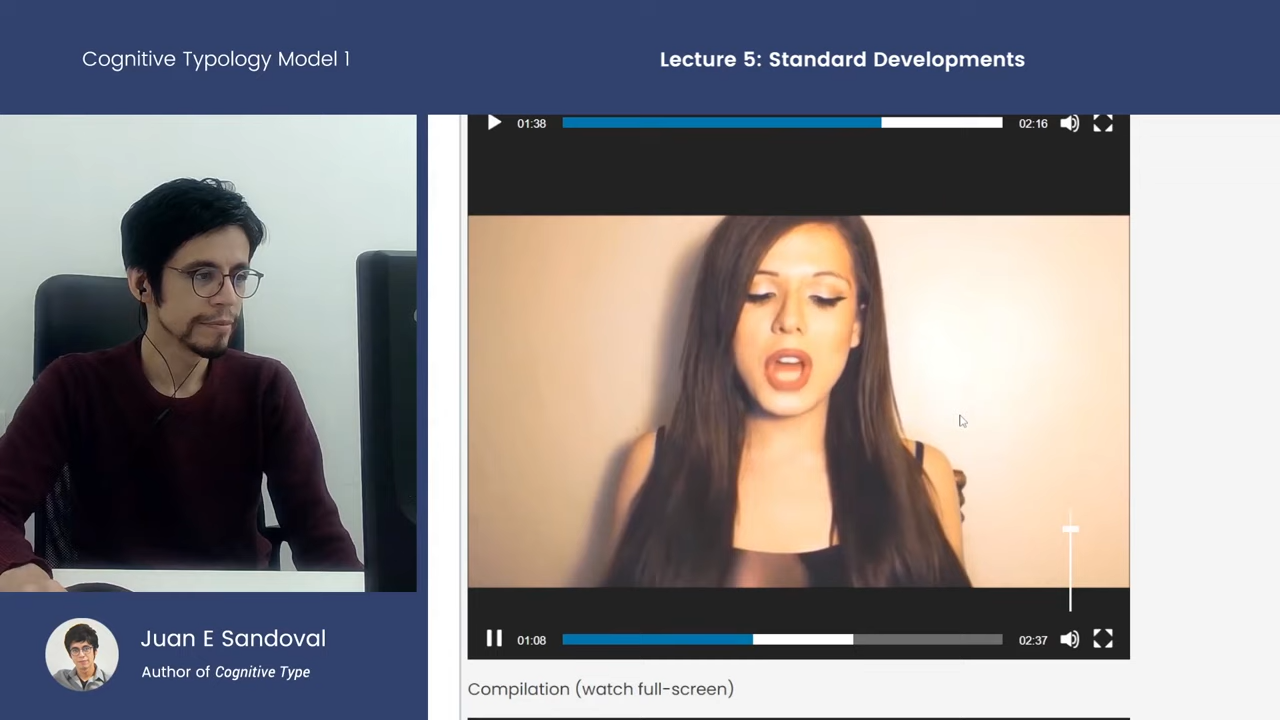 Cognitive Typology Model 1
Lecture 5: Standard Developments
01:38
02:16
01:08
02:37
Juan E Sandoval
Author of Cognitive Type
Compilation (watch full-screen)